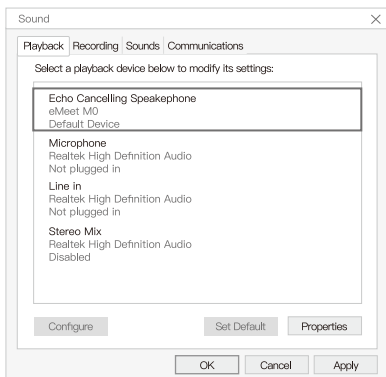 Sound
Playback Recording Sounds Communications
Select a playback device below to modify its settings:
Echo Cancelling Speakephone
eMeet M0
Default Device
Microphone
Realtek High Definition Audio
Not plugged in
Line in
Realtek High Definition Audio
Not plugged in
Stereo Mix
Realtek High Definition Audio
Disabled
Configure Set Default Properties
OK Cancel Apply